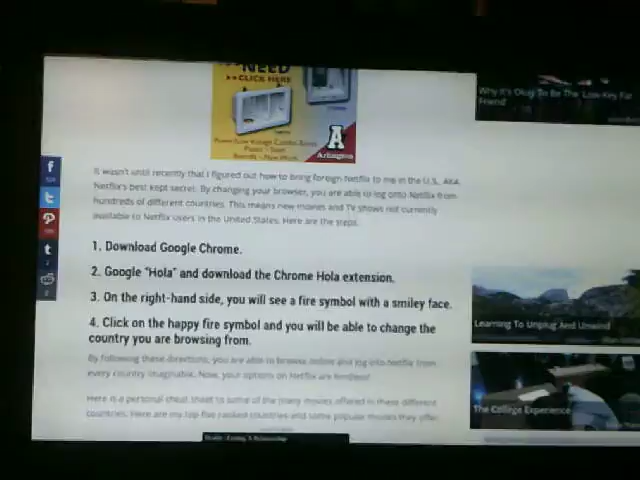 NEED
>>CLICK HERE
A
Arlington
Why It's Okay To Be The 'Low-Key Far
Friend'
It wasn't until recently that I figured out how to bring foreign Netflix to me in the U.S., AKA
Netflix's best kept secret. By changing your browser, you are able to log onto Netflix from
hundreds of different countries. This means new movies and TV shows not currently
available to Netflix users in the United States. Here are the steps.
1. Download Google Chrome.
2. Google "Hola" and download the Chrome Hola extension.
3. On the right-hand side, you will see a fire symbol with a smiley face.
4. Click on the happy fire symbol and you will be able to change the
country you are browsing from.
By following these directions, you are able to browse online and log into Netflix from
every country imaginable. Now, your options on Netflix are limitless!
Here is a personal cheat sheet to some of the many movies offered in these different
countries. Here are my top five ranked countries and some popular movies they offer.
Learning To Unplug And Unwind
The College Experience